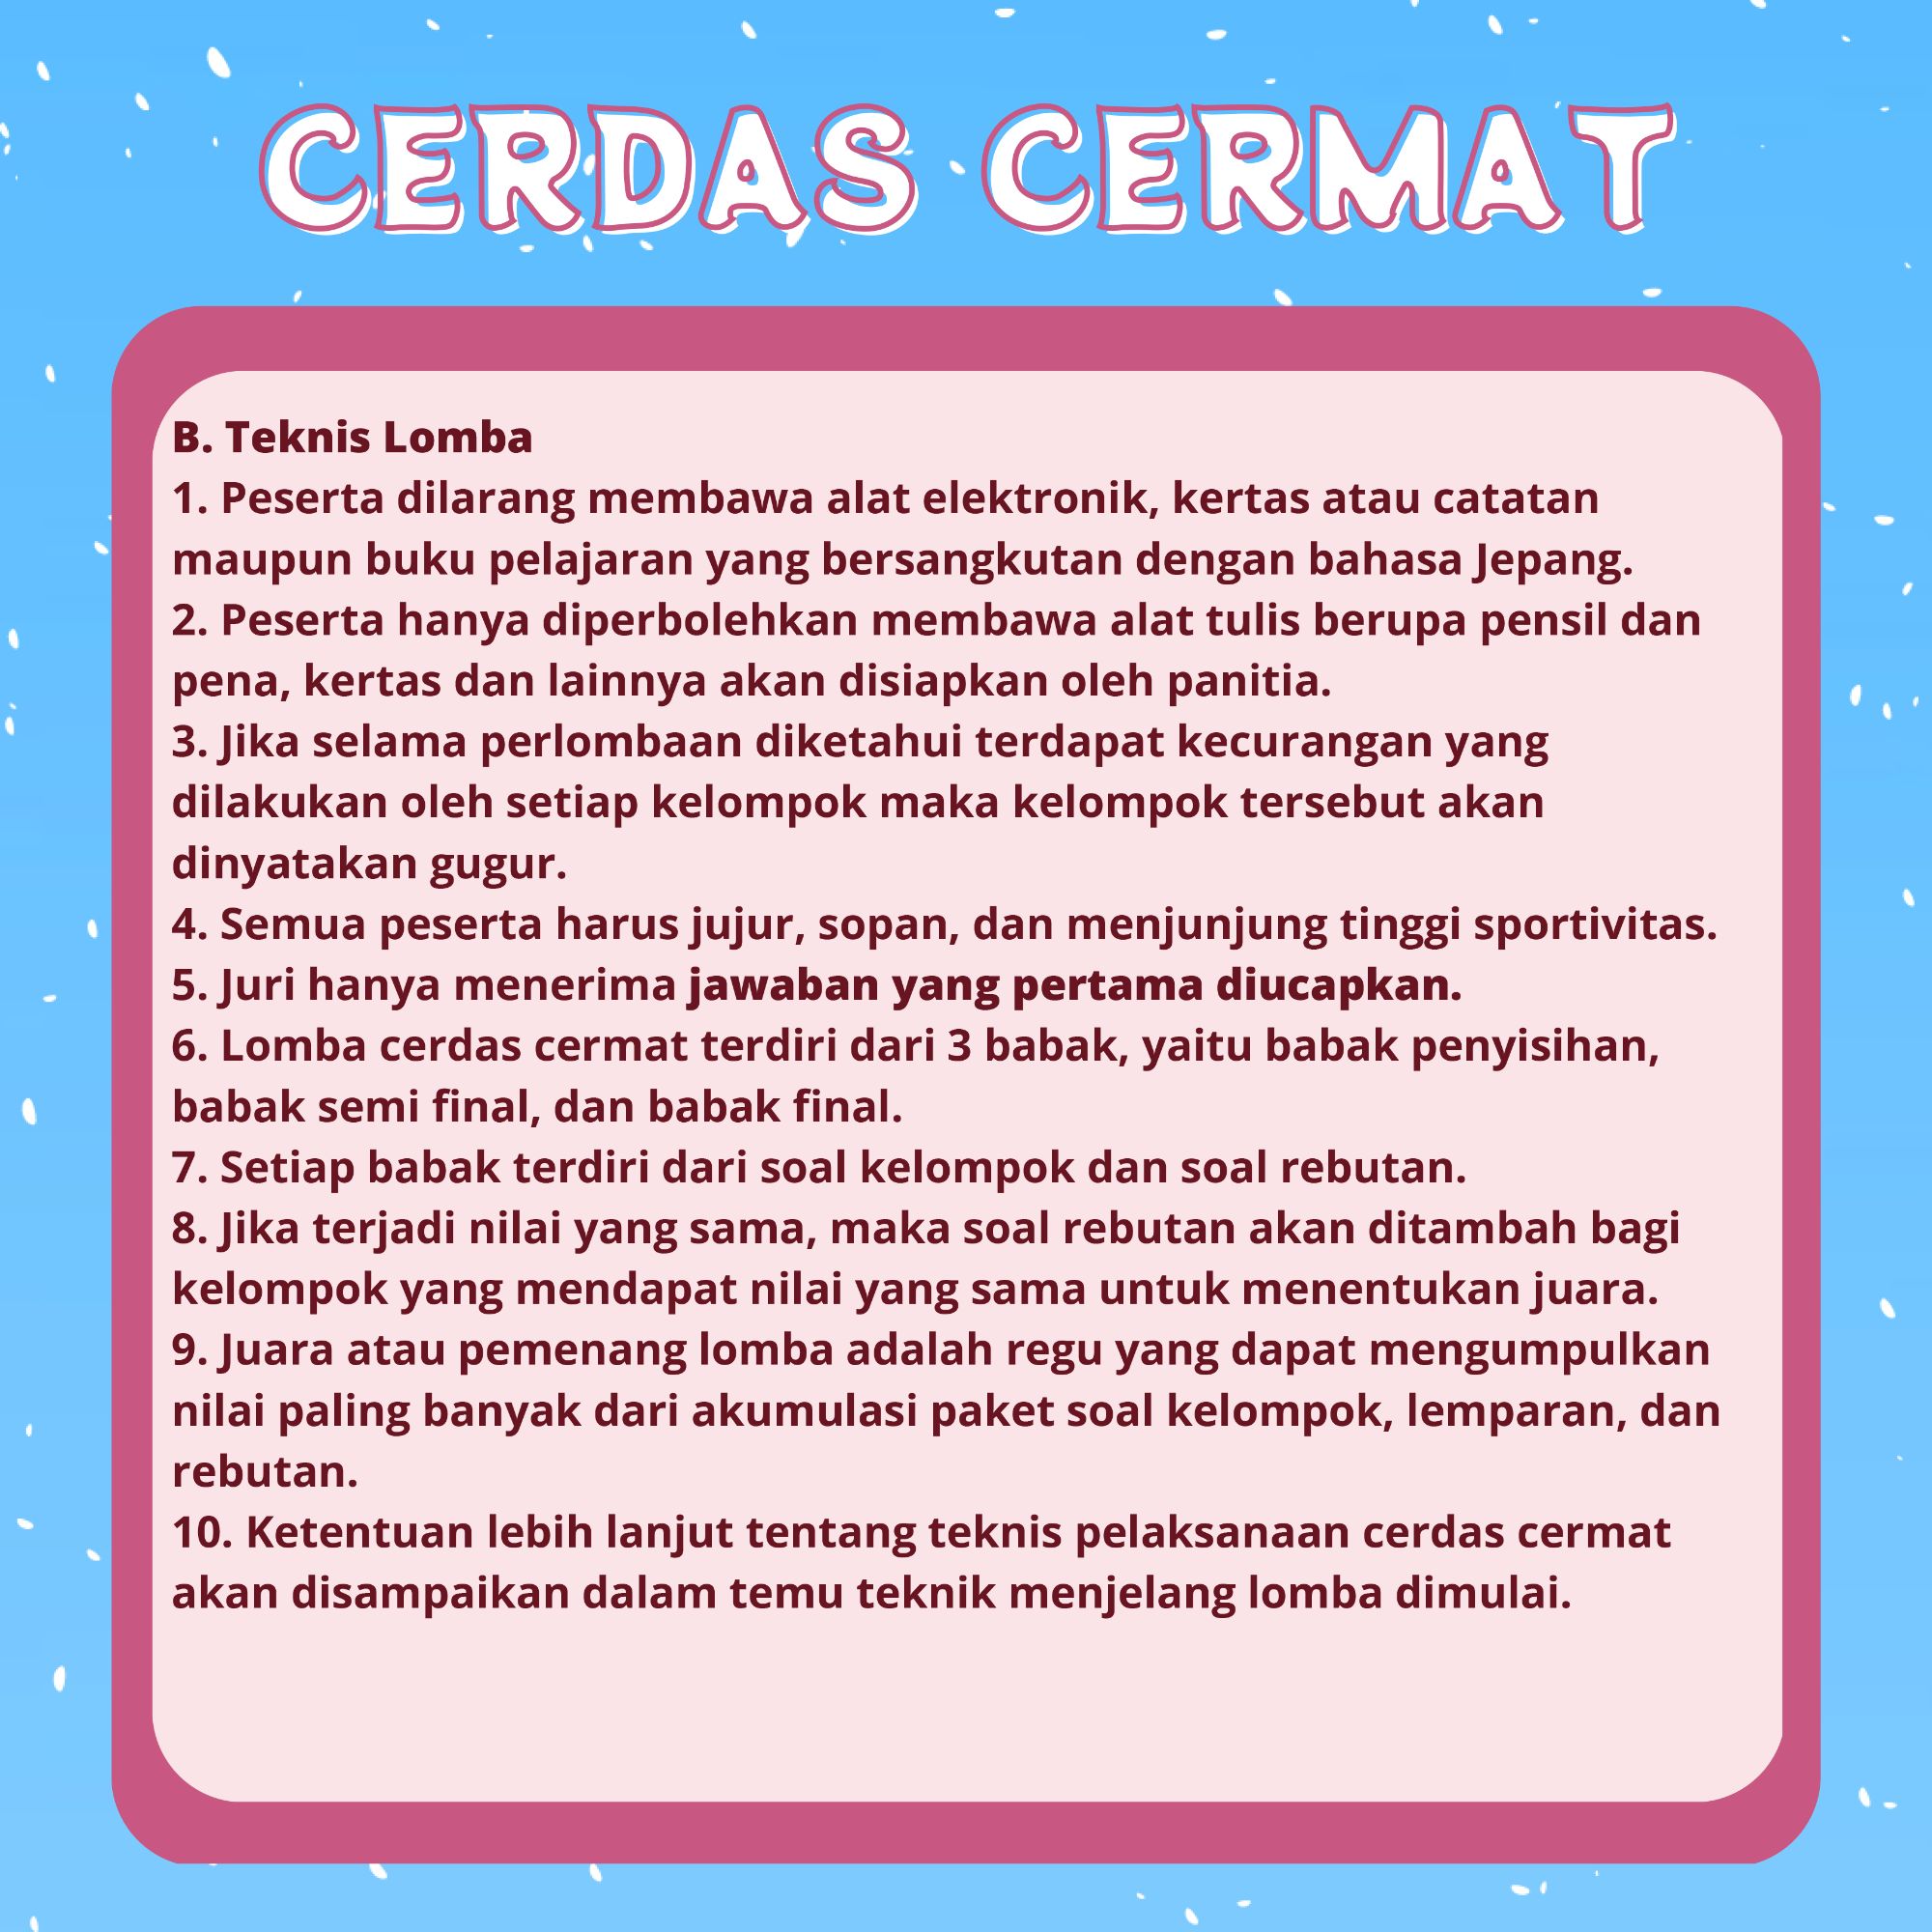 CERDAS CERMAT
B. Teknis Lomba
1. Peserta dilarang membawa alat elektronik, kertas atau catatan
maupun buku pelajaran yang bersangkutan dengan bahasa Jepang.
2. Peserta hanya diperbolehkan membawa alat tulis berupa pensil dan
pena, kertas dan lainnya akan disiapkan oleh panitia.
3. Jika selama perlombaan diketahui terdapat kecurangan yang
dilakukan oleh setiap kelompok maka kelompok tersebut akan
dinyatakan gugur.
4. Semua peserta harus jujur, sopan, dan menjunjung tinggi sportivitas.
5. Juri hanya menerima jawaban yang pertama diucapkan.
6. Lomba cerdas cermat terdiri dari 3 babak, yaitu babak penyisihan,
babak semi final, dan babak final.
7. Setiap babak terdiri dari soal kelompok dan soal rebutan.
8. Jika terjadi nilai yang sama, maka soal rebutan akan ditambah bagi
kelompok yang mendapat nilai yang sama untuk menentukan juara.
9. Juara atau pemenang lomba adalah regu yang dapat mengumpulkan
nilai paling banyak dari akumulasi paket soal kelompok, lemparan, dan
rebutan.
10. Ketentuan lebih lanjut tentang teknis pelaksanaan cerdas cermat
akan disampaikan dalam temu teknik menjelang lomba dimulai.